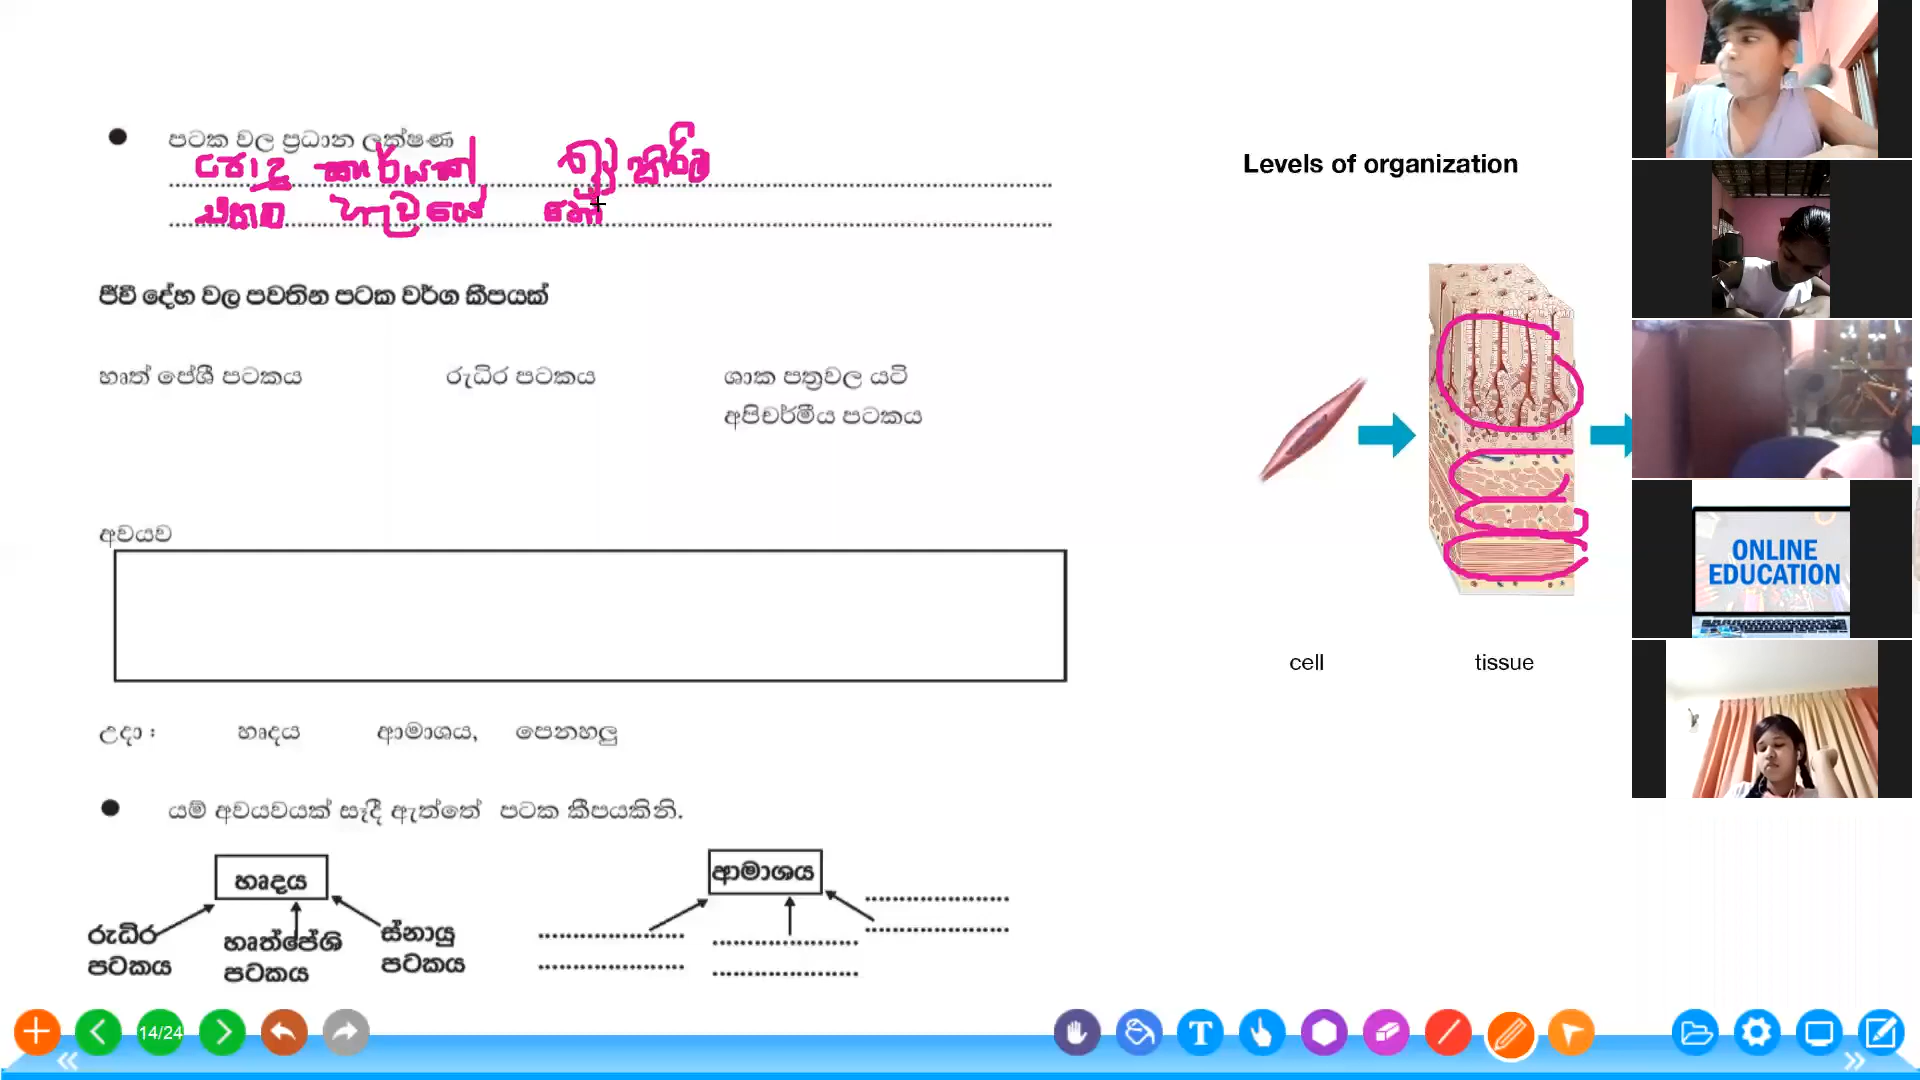 පටක වල ප්‍රධාන ලක්ෂණ
පොදු කාර්යක්
එකම හැඩයේ
ජීවී දේහ වල පවතින පටක වර්ග කීපයක්
හෘත් පේශී පටකය
රුධිර පටකය
ශාක පත්‍රවල යටි
අපිචර්මීය පටකය
අවයව
උදා : හෘදය ආමාශය, පෙනහලු
යම් අවයවයක් සෑදී ඇත්තේ පටක කීපයකිනි.
හෘදය
රුධිර
පටකය
හෘත්පේශි
පටකය
ස්නායු
පටකය
ආමාශය
Levels of organization
cell
tissue
ONLINE
EDUCATION
14/24
T